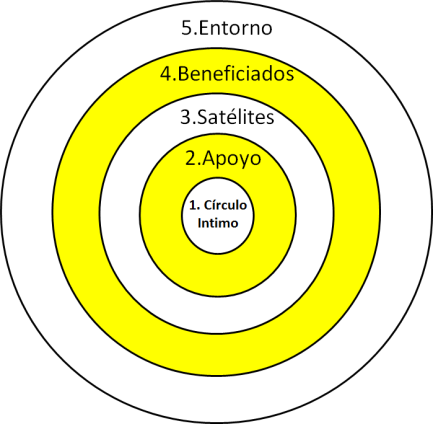 5.Entorno
4.Beneficiados
3.Satélites
2.Apoyo
1. Círculo
Intimo